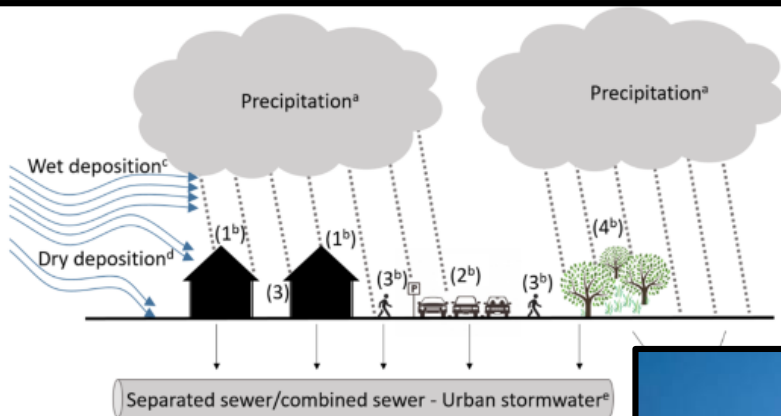 Precipitationᵃ
Precipitationᵃ
Wet depositionᶜ
(1ᵇ)
(1ᵇ)
(4ᵇ)
Dry depositionᵈ
(3)
(3ᵇ)
P
(2ᵇ)
(3ᵇ)
Separated sewer/combined sewer - Urban stormwaterᵉ